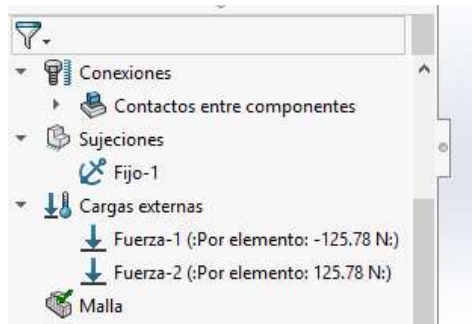 Conexiones
Contactos entre componentes
Sujeciones
Fijo-1
Cargas externas
Fuerza-1 (:Por elemento: -125.78 N:)
Fuerza-2 (:Por elemento: 125.78 N:)
Malla